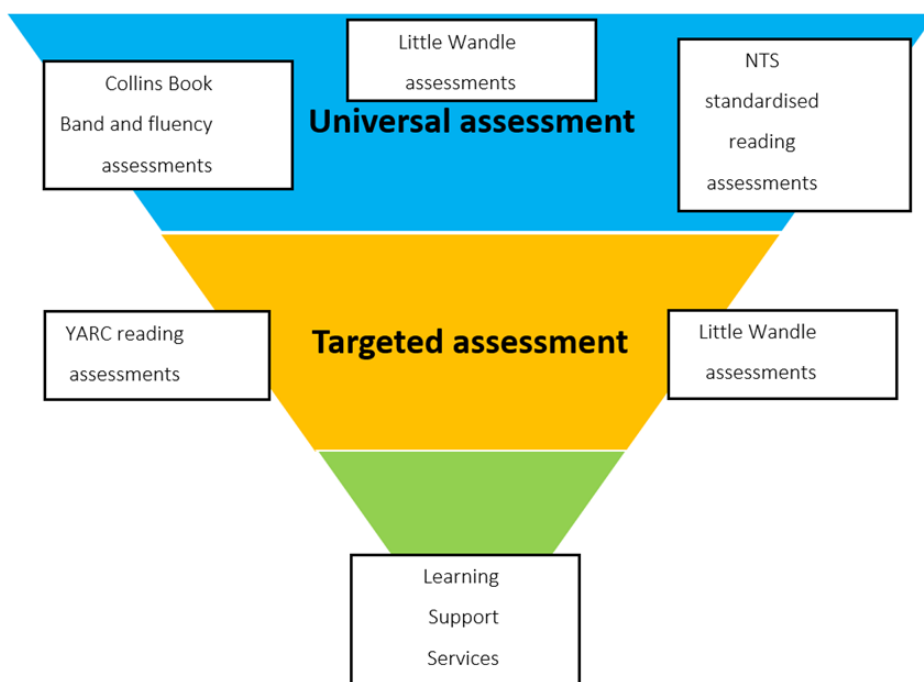 Little Wandle
assessments
Collins Book
Band and fluency
assessments
NTS
standardised
reading
assessments
Universal assessment
YARC reading
assessments
Targeted assessment
Little Wandle
assessments
Learning
Support
Services